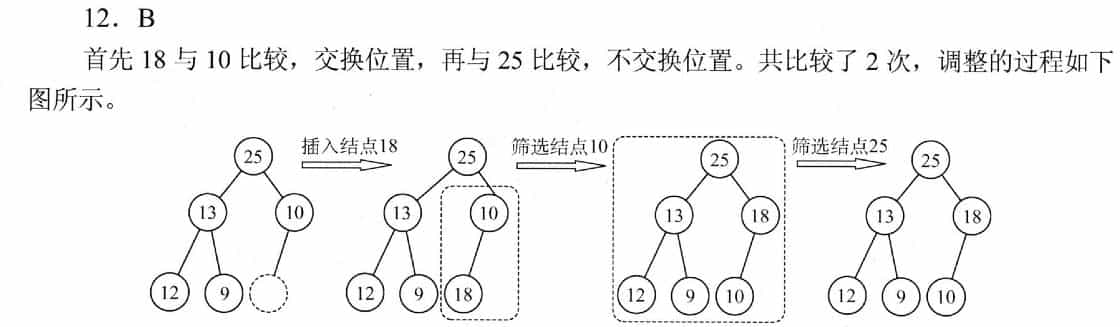 12. B
首先 18 与 10 比较，交换位置，再与 25 比较，不交换位置。共比较了 2 次，调整的过程如下
图所示。
插入结点18 筛选结点10 筛选结点25
25 25 25 25
13 10 13 10 13 18 13 18
12 9 12 9 18 12 9 10 12 9 10